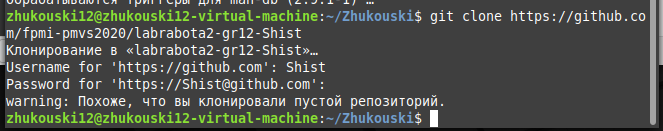 Обрабатываются триггеры для man-db (2.9.1-1) …
zhukouski12@zhukouski12-virtual-machine:~/Zhukouski$ git clone https://github.co
m/fpmi-pmvs2020/labrabota2-gr12-Shist
Клонирование в «labrabota2-gr12-Shist»…
Username for 'https://github.com': Shist
Password for 'https://Shist@github.com':
warning: Похоже, что вы клонировали пустой репозиторий.
zhukouski12@zhukouski12-virtual-machine:~/Zhukouski$